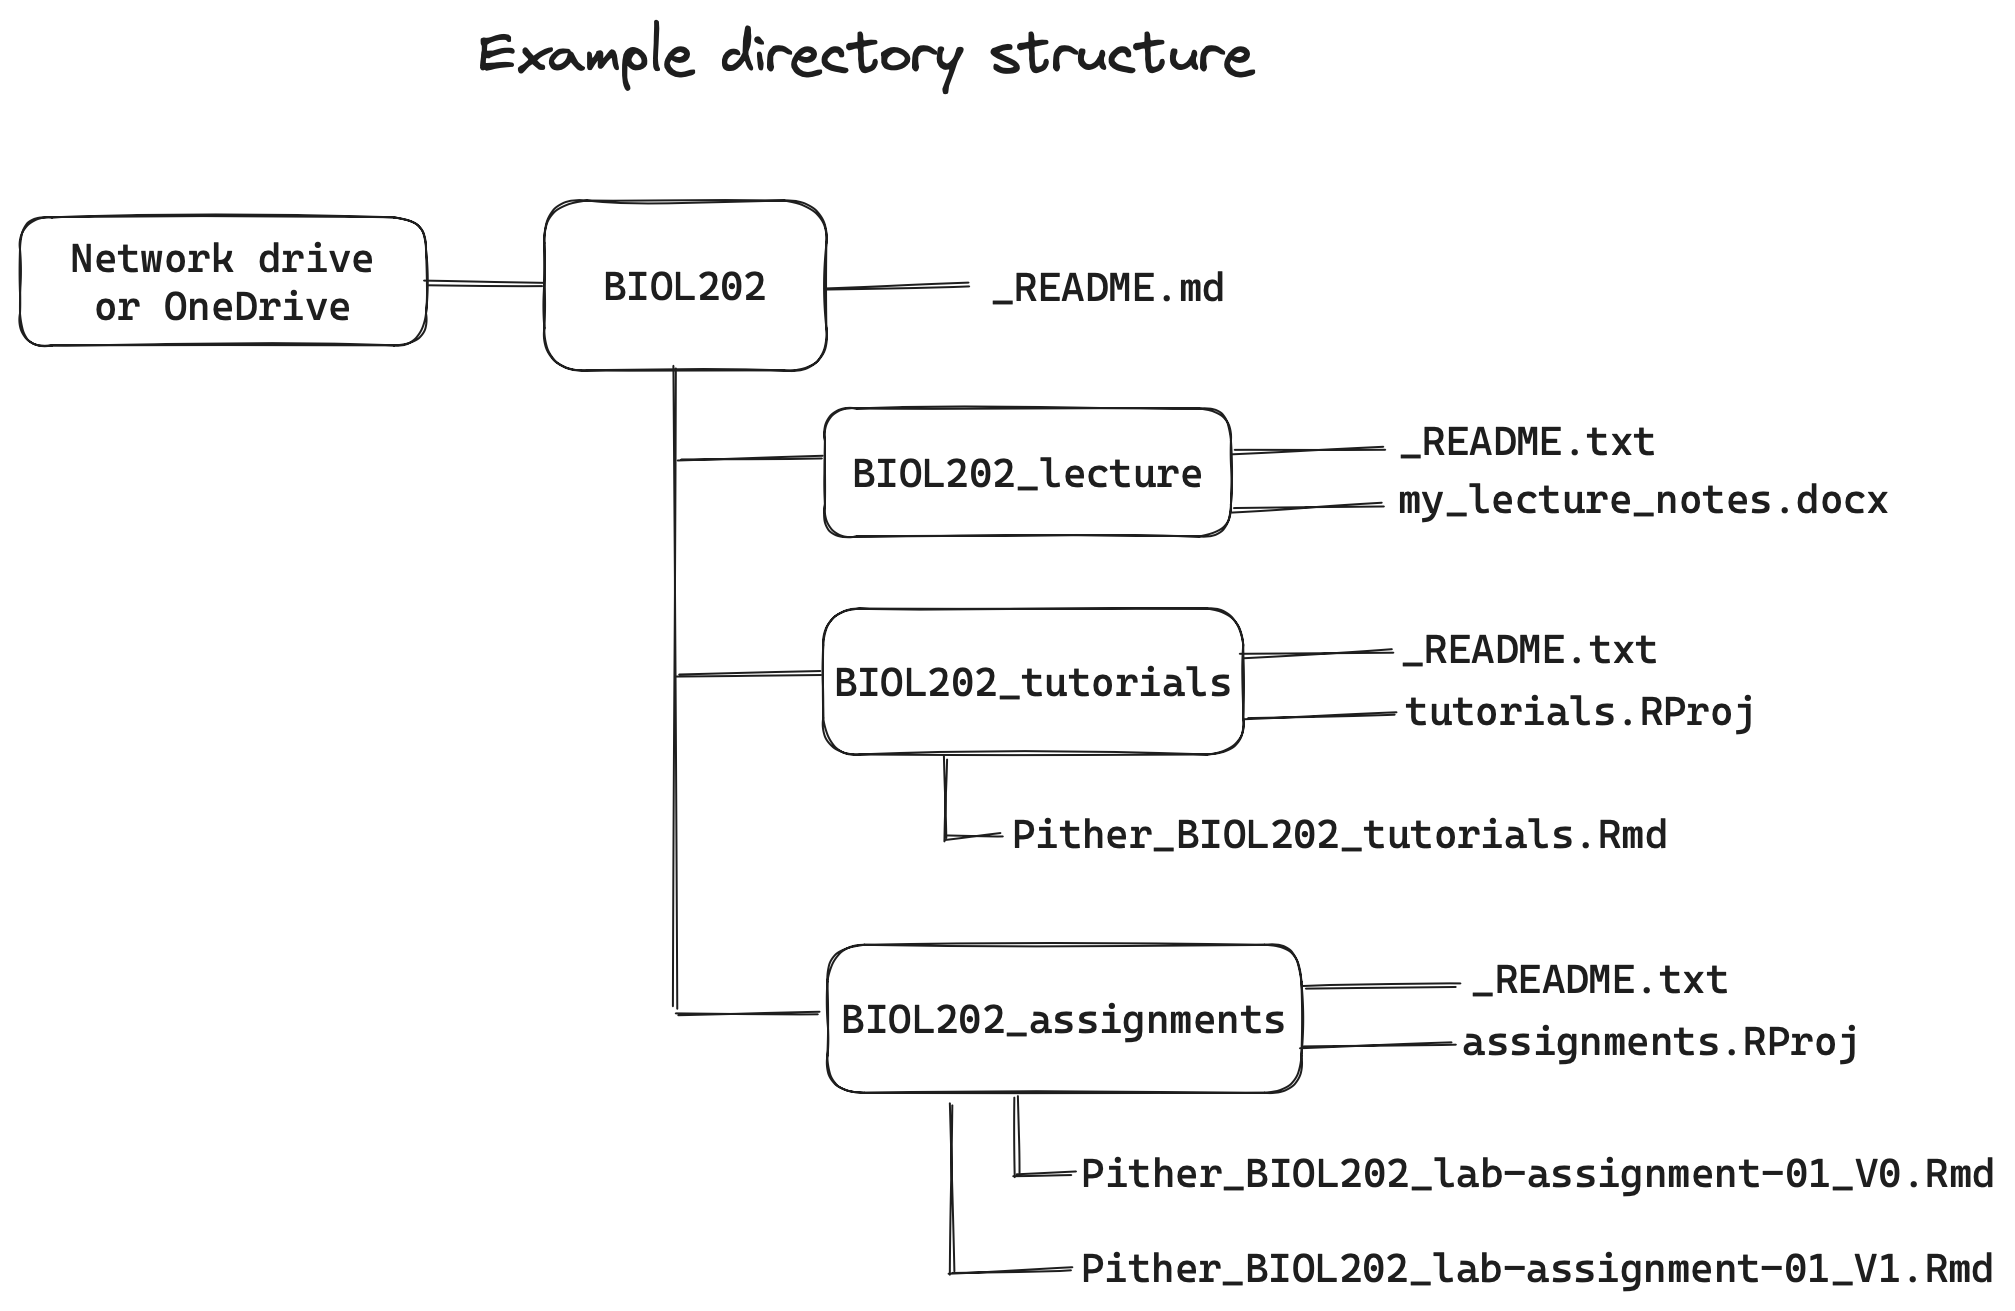 Example directory structure
Network drive
or OneDrive
BIOL202
_README.md
BIOL202_lecture
_README.txt
my_lecture_notes.docx
BIOL202_tutorials
_README.txt
tutorials.RProj
Pither_BIOL202_tutorials.Rmd
BIOL202_assignments
_README.txt
assignments.RProj
Pither_BIOL202_lab-assignment-01_V0.Rmd
Pither_BIOL202_lab-assignment-01_V1.Rmd